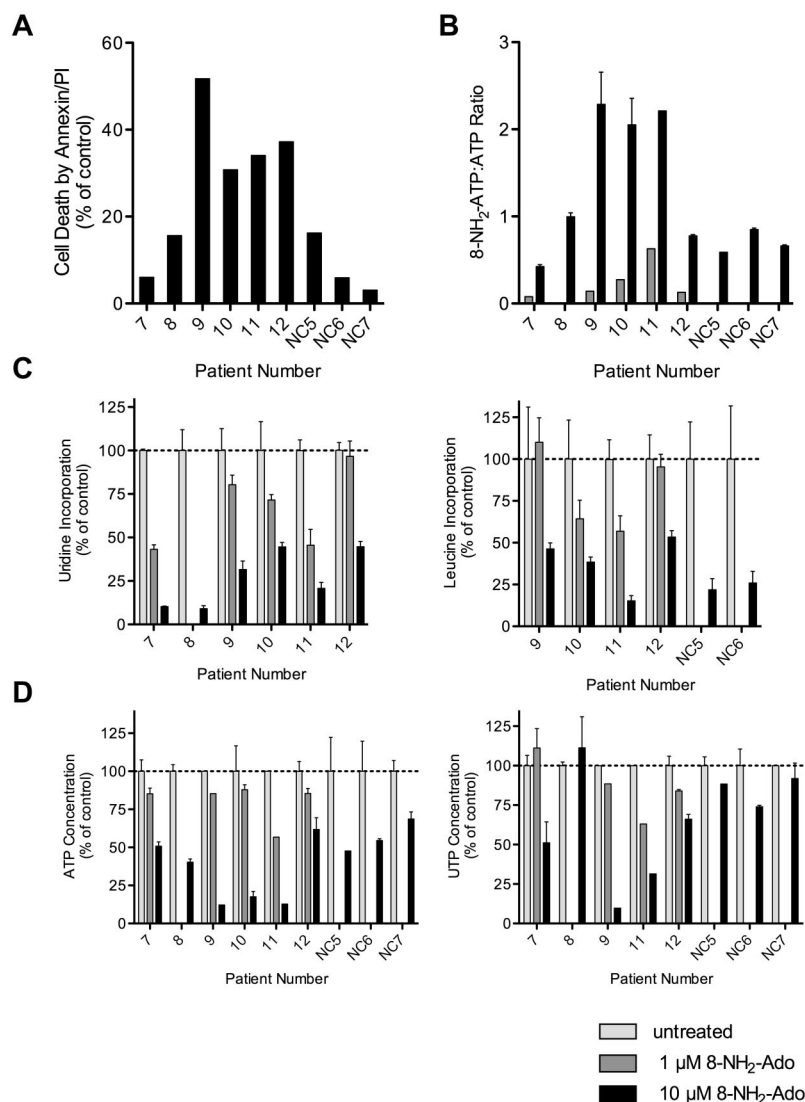 A
Cell Death by Annexin/PI
(% of control)
60
40
20
0
7 8 9 10 11 12 NC5 NC6 NC7
Patient Number
B
8-NH2-ATP:ATP Ratio
3
2
1
0
7 8 9 10 11 12 NC5 NC6 NC7
Patient Number
C
Uridine Incorporation
(% of control)
125
100
75
50
25
0
7 8 9 10 11 12
Patient Number
Leucine Incorporation
(% of control)
125
100
75
50
25
0
9 10 11 12 NC5 NC6
Patient Number
D
ATP Concentration
(% of control)
125
100
75
50
25
0
7 8 9 10 11 12 NC5 NC6 NC7
Patient Number
UTP Concentration
(% of control)
125
100
75
50
25
0
7 8 9 11 12 NC5 NC6 NC7
Patient Number
untreated
1 µM 8-NH2-Ado
10 µM 8-NH2-Ado